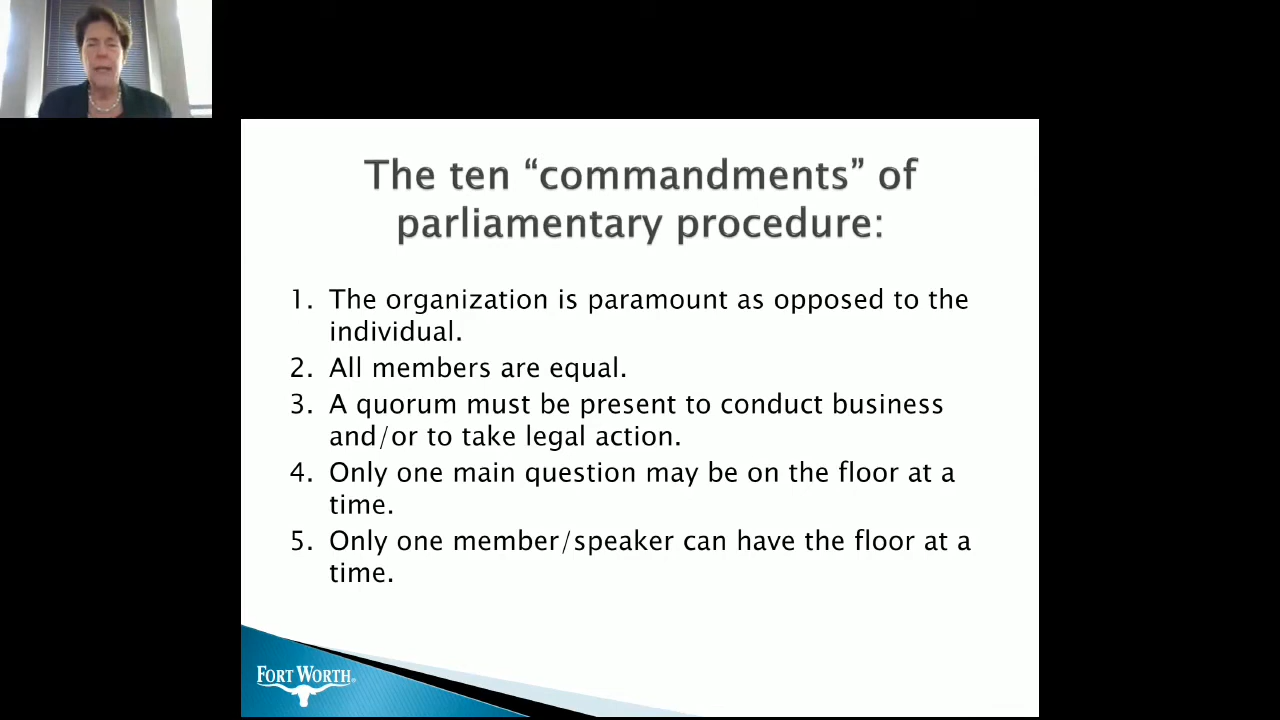 The ten “commandments” of
parliamentary procedure:
1. The organization is paramount as opposed to the
individual.
2. All members are equal.
3. A quorum must be present to conduct business
and/or to take legal action.
4. Only one main question may be on the floor at a
time.
5. Only one member/speaker can have the floor at a
time.
FORT WORTH®